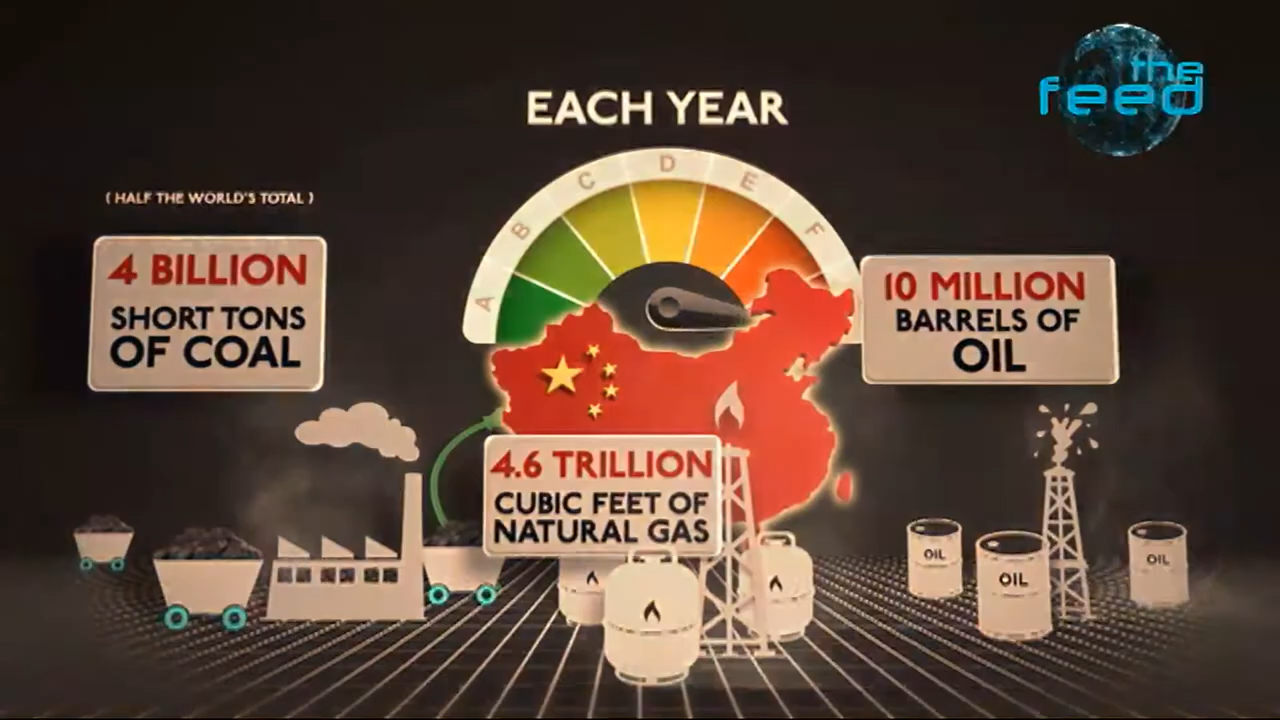 the
feed
EACH YEAR
A
B
C
D
E
F
( HALF THE WORLD'S TOTAL )
4 BILLION
SHORT TONS
OF COAL
10 MILLION
BARRELS OF
OIL
4.6 TRILLION
CUBIC FEET OF
NATURAL GAS
OIL
OIL
OIL